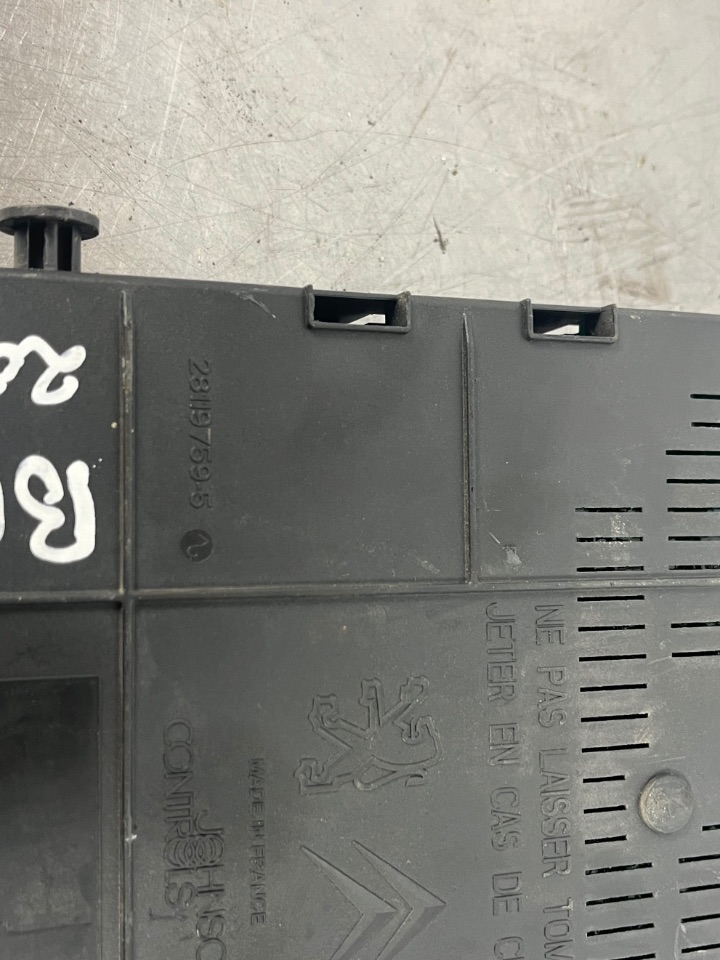 28119759-5
NE PAS LAISSER TOM
JETER EN CAS DE C
MADE IN FRANCE
JOHNSO
CONTROLS